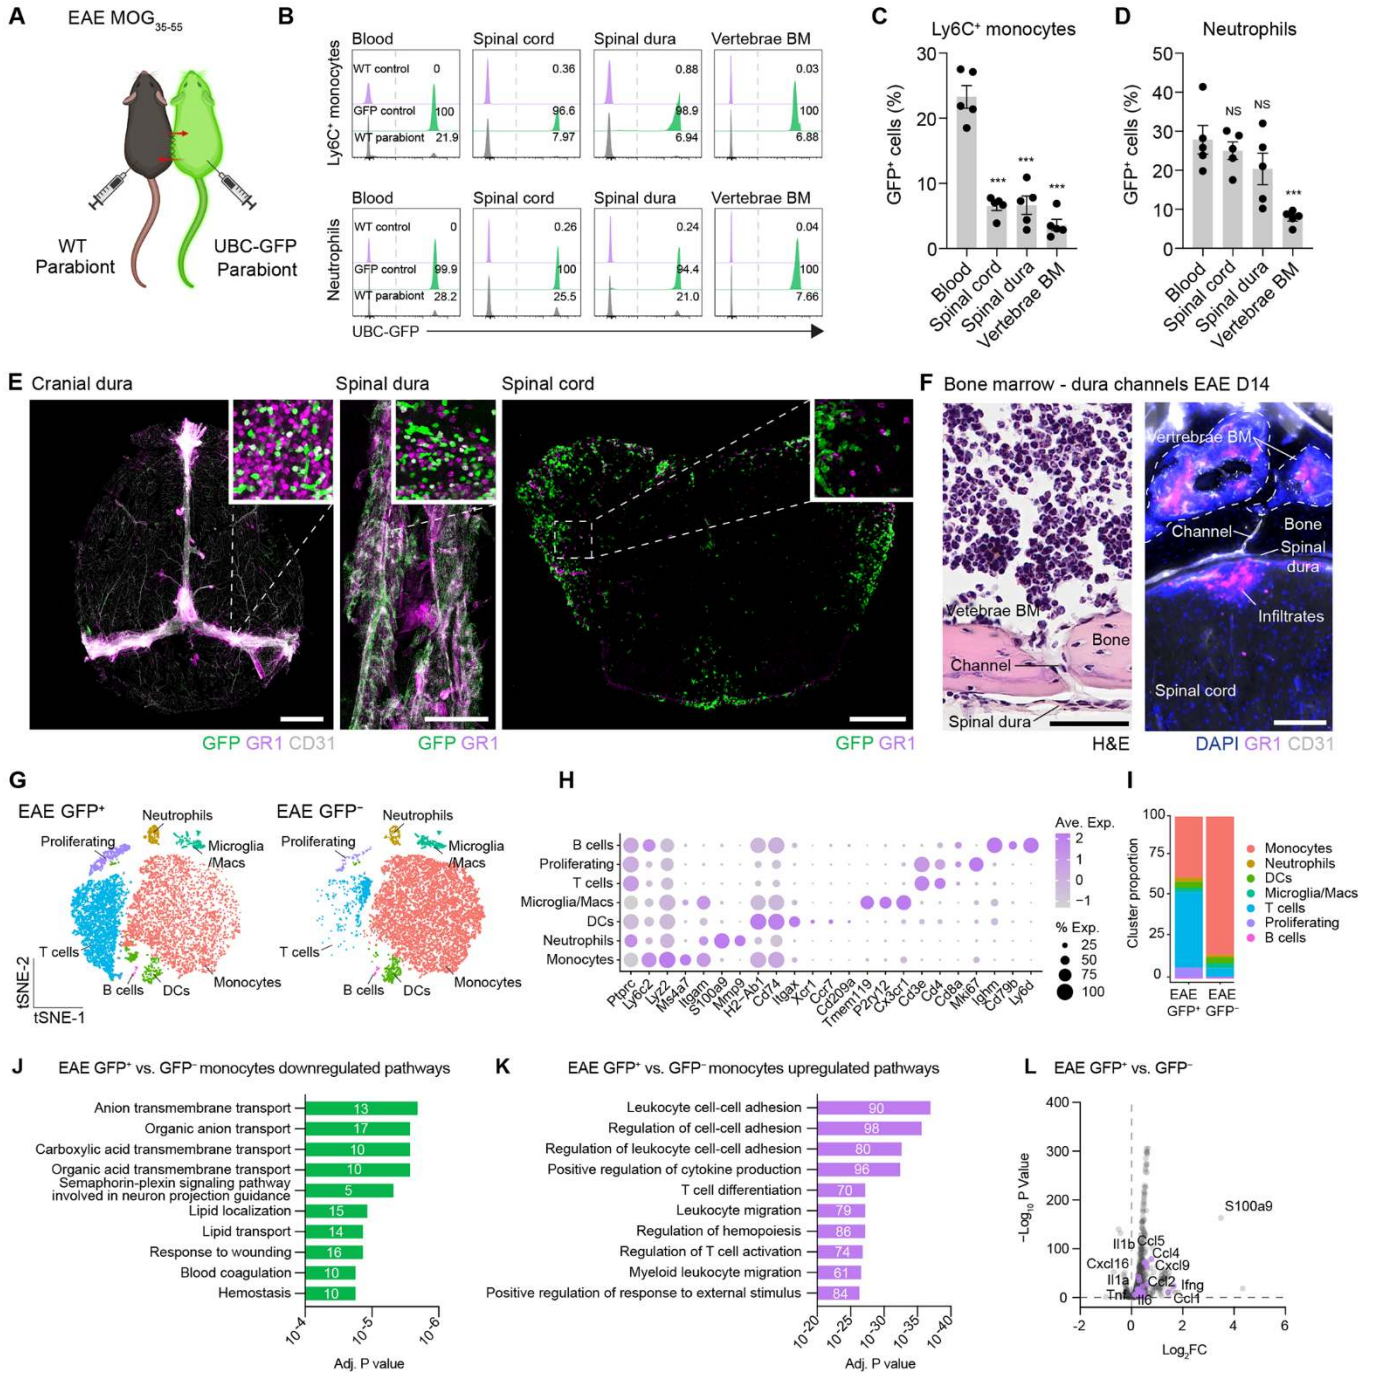 A
EAE MOG35-55
WT
Parabiont
UBC-GFP
Parabiont
B
Ly6C+ monocytes
Blood
Spinal cord
Spinal dura
Vertebrae BM
WT control 0
0.36
0.88
0.03
GFP control 100
96.6
98.9
100
WT parabiont 21.9
7.97
6.94
6.88
Neutrophils
Blood
Spinal cord
Spinal dura
Vertebrae BM
WT control 0
0.26
0.24
0.04
GFP control 99.9
100
94.4
100
WT parabiont 28.2
25.5
21.0
7.66
UBC-GFP
C
Ly6C+ monocytes
GFP+ cells (%)
30
20
10
0
***
***
***
Blood
Spinal cord
Spinal dura
Vertebrae BM
D
Neutrophils
GFP+ cells (%)
50
40
30
20
10
0
NS
NS
***
Blood
Spinal cord
Spinal dura
Vertebrae BM
E
Cranial dura
Spinal dura
Spinal cord
GFP GR1 CD31
GFP GR1
GFP GR1
F
Bone marrow - dura channels EAE D14
Vetebrae BM
Bone
Channel
Spinal dura
H&E
Vertrebrae BM
Channel
Bone
Spinal
dura
Infiltrates
Spinal cord
DAPI GR1 CD31
G
EAE GFP+
Neutrophils
Proliferating
Microglia
/Macs
T cells
B cells
DCs
Monocytes
tSNE-2
tSNE-1
EAE GFP−
Neutrophils
Proliferating
Microglia
/Macs
T cells
B cells
DCs
Monocytes
H
B cells
Proliferating
T cells
Microglia/Macs
DCs
Neutrophils
Monocytes
Ptprc
Ly6c2
Lyz2
Ms4a7
Itgam
S100a9
Mmp9
H2−Ab1
Cd74
Itgax
Xcr1
Ccr7
Cd209a
Tmem119
P2ry12
Cx3cr1
Cd3e
Cd4
Cd8a
Mki67
Ighm
Cd79b
Ly6d
Ave. Exp.
2
1
0
−1
% Exp.
25
50
75
100
I
Cluster proportion
100
75
50
25
0
EAE
GFP+
EAE
GFP−
Monocytes
Neutrophils
DCs
Microglia/Macs
T cells
Proliferating
B cells
J
EAE GFP+ vs. GFP− monocytes downregulated pathways
Anion transmembrane transport 13
Organic anion transport 17
Carboxylic acid transmembrane transport 10
Organic acid transmembrane transport 10
Semaphorin-plexin signaling pathway
involved in neuron projection guidance 5
Lipid localization 15
Lipid transport 14
Response to wounding 16
Blood coagulation 10
Hemostasis 10
10-4
10-5
10-6
Adj. P value
K
EAE GFP+ vs. GFP− monocytes upregulated pathways
Leukocyte cell-cell adhesion 90
Regulation of cell-cell adhesion 98
Regulation of leukocyte cell-cell adhesion 80
Positive regulation of cytokine production 96
T cell differentiation 70
Leukocyte migration 79
Regulation of hemopoiesis 86
Regulation of T cell activation 74
Myeloid leukocyte migration 61
Positive regulation of response to external stimulus 84
10-20
10-25
10-35
10-40
Adj. P value
L
EAE GFP+ vs. GFP−
−Log10 P Value
400
300
200
100
0
S100a9
Il1b
Ccl5
Ccl4
Cxcl16
Cxcl9
Il1a
Ccl2
Ifng
Tnf
Il6
Ccl1
-2
0
2
4
6
Log2FC